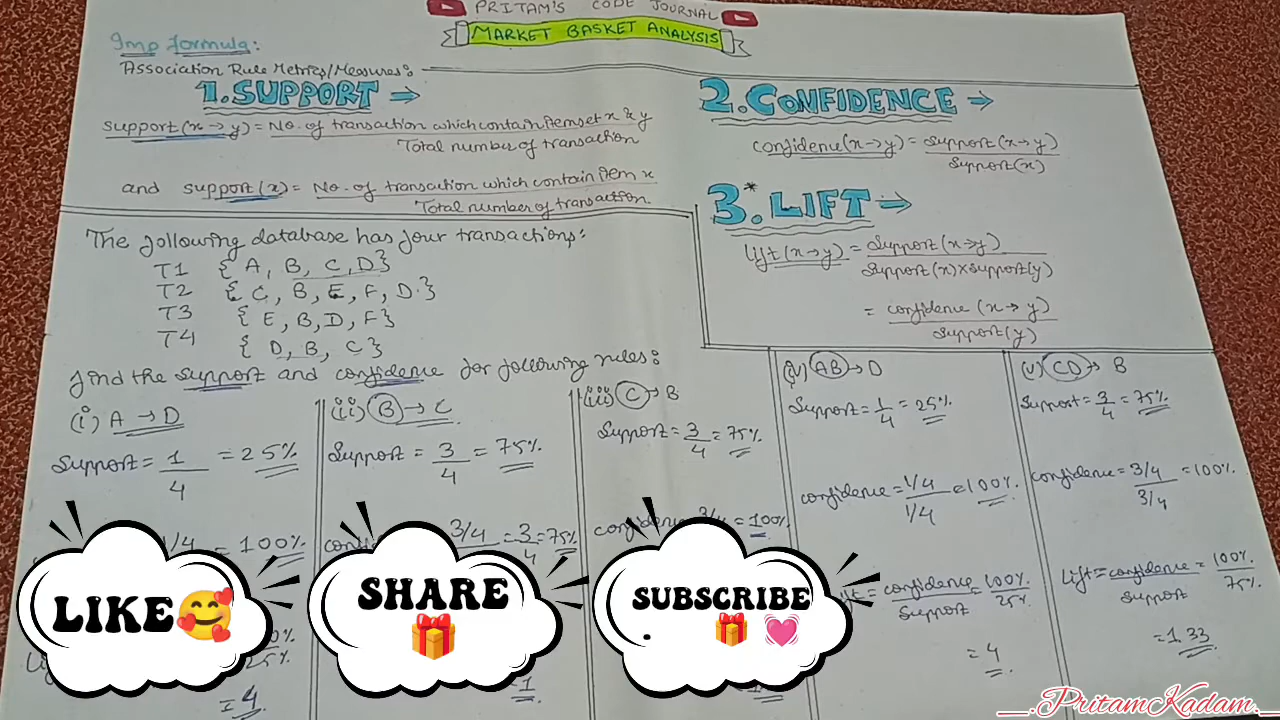 PRITAM'S CODE JOURNAL
MARKET BASKET ANALYSIS
Imp formula:
Association Rule Metrics/Measures:
1. SUPPORT →
support(x→y) = No. of transaction which contain itemset x & y
Total number of transaction
and support(x) = No. of transaction which contain item x
Total number of transaction.
2. CONFIDENCE →
confidence(x→y) = support(x→y)
support(x)
3.* LIFT →
lift(x→y) = support(x→y)
support(x) x support(y)
= confidence (x→y)
support(y)
The following database has four transactions:
T1 { A, B, C, D}
T2 { C, B, E, F, D.}
T3 { E, B, D, F}
T4 { D, B, C}
find the support and confidence for following rules:
(i) A → D
support = 1 = 25%
4
1/4 = 100%
25%
= 4
(ii) B → C
support = 3 = 75%
4
3/4 = 3 = 75%
4
= 1
(iii) C → B
support = 3 = 75%
4
confidence 3/4 = 100%
(iv) AB → D
support = 1 = 25%
4
confidence = 1/4 = 100%.
1/4
confidence = 100%
support 25%
= 4
(v) CD → B
support = 3 = 75%
4
confidence = 3/4 = 100%.
3/4
Lift = confidence = 100%
support 75%
= 1.33
LIKE🥰
SHARE
🎁
SUBSCRIBE
. 🎁 💓
__.PritamKadam.__